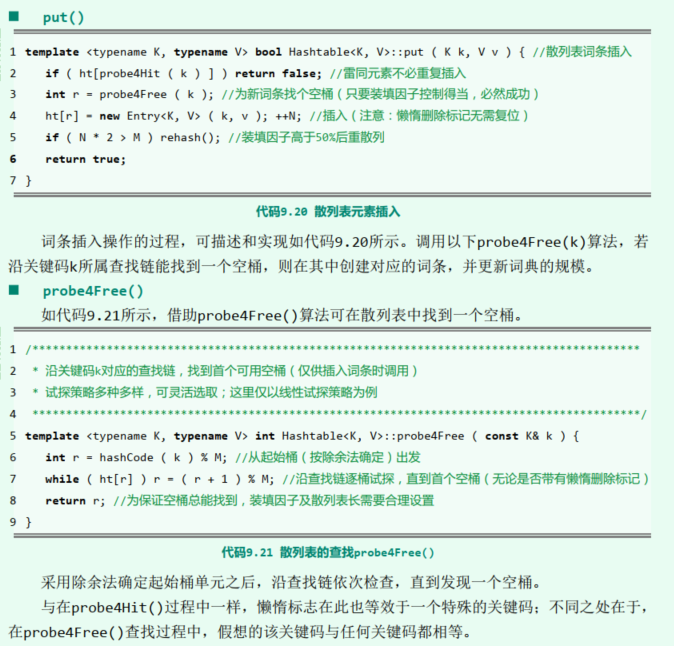 ■ put()
1 template <typename K, typename V> bool Hashtable<K, V>::put ( K k, V v ) { //散列表词条插入
2 if ( ht[probe4Hit ( k ) ] ) return false; //雷同元素不必重复插入
3 int r = probe4Free ( k ); //为新词条找个空桶（只要装填因子控制得当，必然成功）
4 ht[r] = new Entry<K, V> ( k, v ); ++N; //插入（注意：懒惰删除标记无需复位）
5 if ( N * 2 > M ) rehash(); //装填因子高于50%后重散列
6 return true;
7 }
代码9.20 散列表元素插入
词条插入操作的过程，可描述和实现如代码9.20所示。调用以下probe4Free(k)算法，若
沿关键码k所属查找链能找到一个空桶，则在其中创建对应的词条，并更新词典的规模。
■ probe4Free()
如代码9.21所示，借助probe4Free()算法可在散列表中找到一个空桶。
1 /******************************************************************************************
2 * 沿关键码k对应的查找链，找到首个可用空桶（仅供插入词条时调用）
3 * 试探策略多种多样，可灵活选取；这里仅以线性试探策略为例
4 ******************************************************************************************/
5 template <typename K, typename V> int Hashtable<K, V>::probe4Free ( const K& k ) {
6 int r = hashCode ( k ) % M; //从起始桶（按除余法确定）出发
7 while ( ht[r] ) r = ( r + 1 ) % M; //沿查找链逐桶试探，直到首个空桶（无论是否带有懒惰删除标记）
8 return r; //为保证空桶总能找到，装填因子及散列表长需要合理设置
9 }
代码9.21 散列表的查找probe4Free()
采用除余法确定起始桶单元之后，沿查找链依次检查，直到发现一个空桶。
与在probe4Hit()过程中一样，懒惰标志在此也等效于一个特殊的关键码；不同之处在于，
在probe4Free()查找过程中，假想的该关键码与任何关键码都相等。